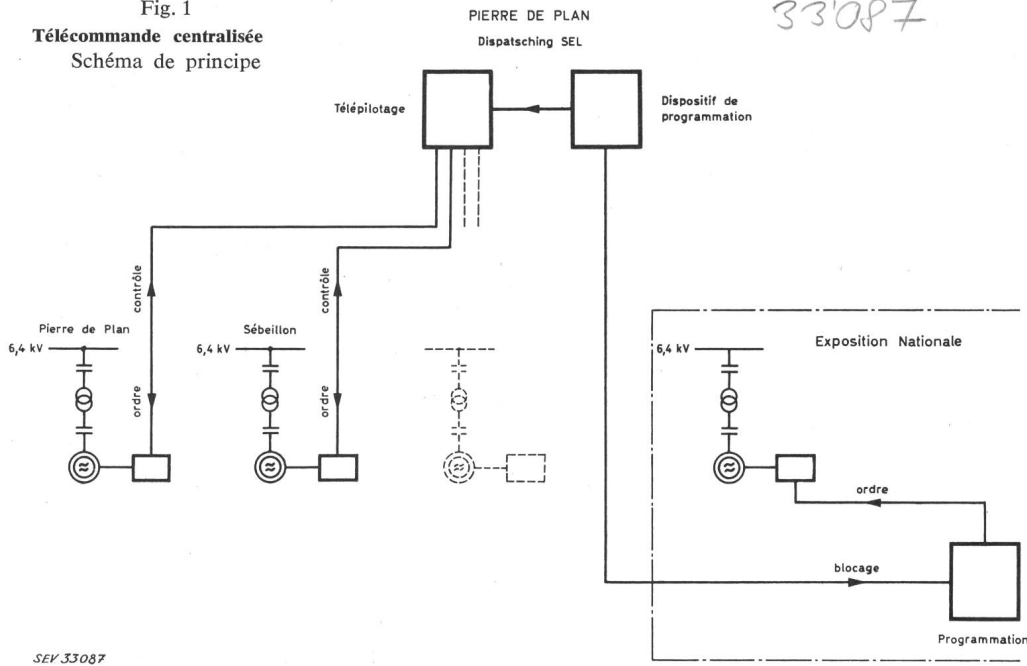 Fig. 1
Télécommande centralisée
Schéma de principe
PIERRE DE PLAN
Dispatsching SEL
33'087
Télépilotage
Dispositif de
programmation
contrôle
ordre
contrôle
ordre
Pierre de Plan
6,4 kV
Sébeillon
6,4 kV
Exposition Nationale
6,4 kV
ordre
blocage
Programmation
SEV 33087